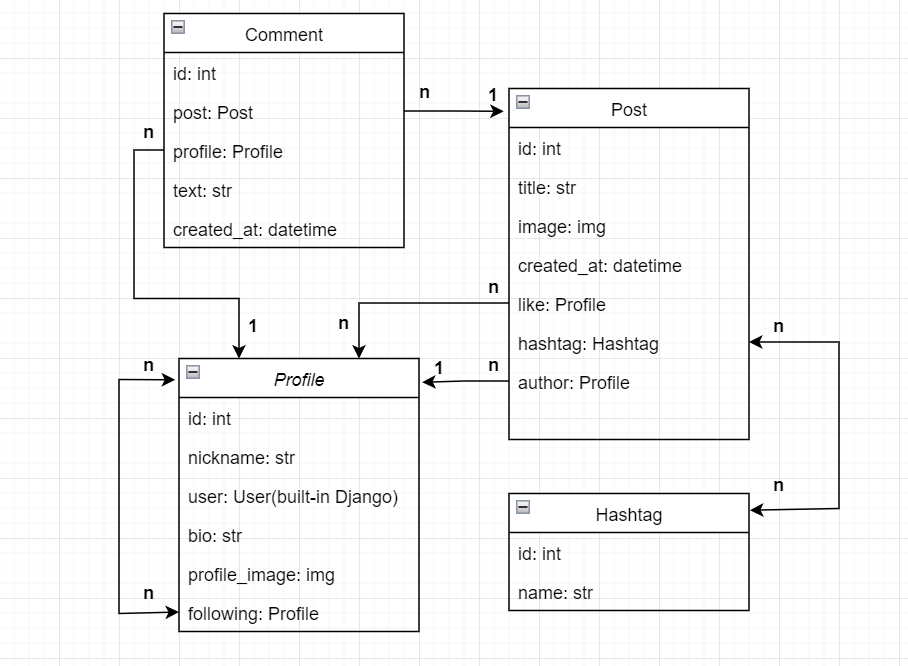 Comment
id: int
post: Post
profile: Profile
text: str
created_at: datetime
n
1
n
1
Post
id: int
title: str
image: img
created_at: datetime
like: Profile
hashtag: Hashtag
author: Profile
n
n
n
1
n
n
Profile
id: int
nickname: str
user: User(built-in Django)
bio: str
profile_image: img
following: Profile
n
n
Hashtag
id: int
name: str
n